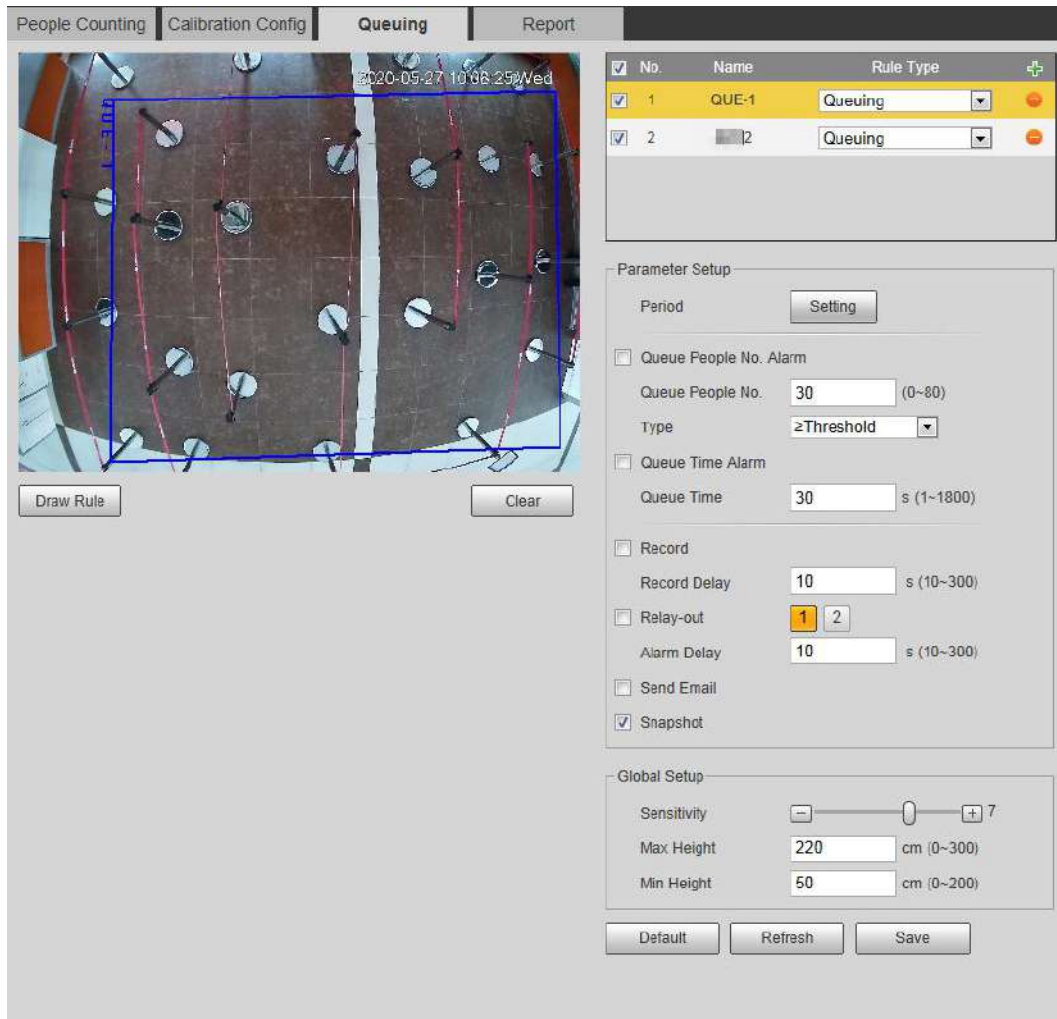 People Counting Calibration Config Queuing Report
2020-05-27 10:08:25 Wed
QUE-1
Draw Rule Clear
No. Name Rule Type
1 QUE-1 Queuing
2 2 Queuing
Parameter Setup
Period Setting
Queue People No. Alarm
Queue People No. 30 (0~80)
Type ≥Threshold
Queue Time Alarm
Queue Time 30 s (1~1800)
Record
Record Delay 10 s (10~300)
Relay-out 1 2
Alarm Delay 10 s (10~300)
Send Email
Snapshot
Global Setup
Sensitivity 7
Max Height 220 cm (0~300)
Min Height 50 cm (0~200)
Default Refresh Save